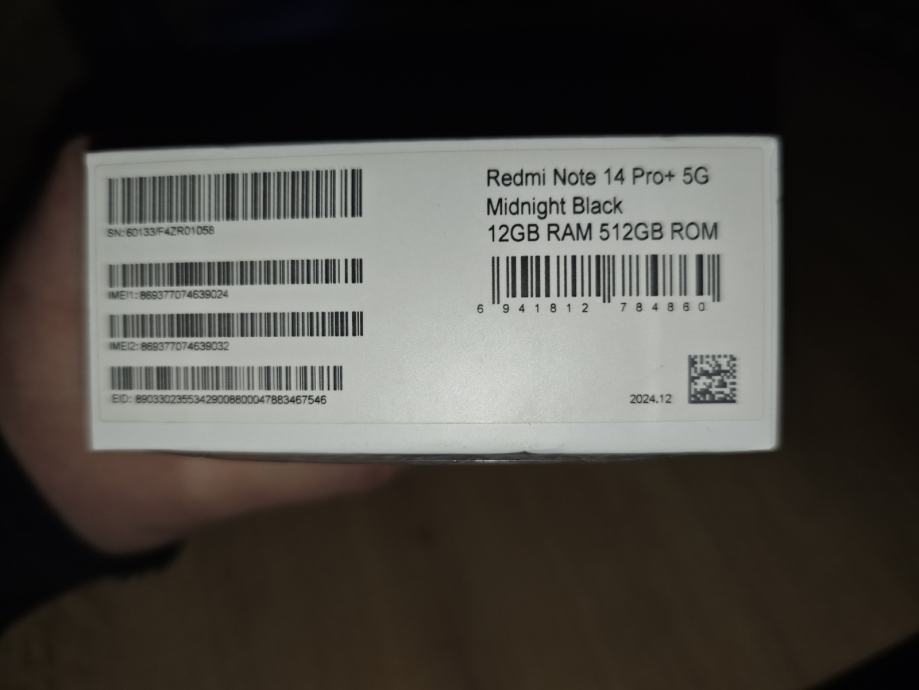 SN: 60133/F4ZR01058
IMEI1: 869377074639024
IMEI2: 869377074639032
EID: 89033023553429008800047883467546
Redmi Note 14 Pro+ 5G
Midnight Black
12GB RAM 512GB ROM
6 941812 784860
2024.12